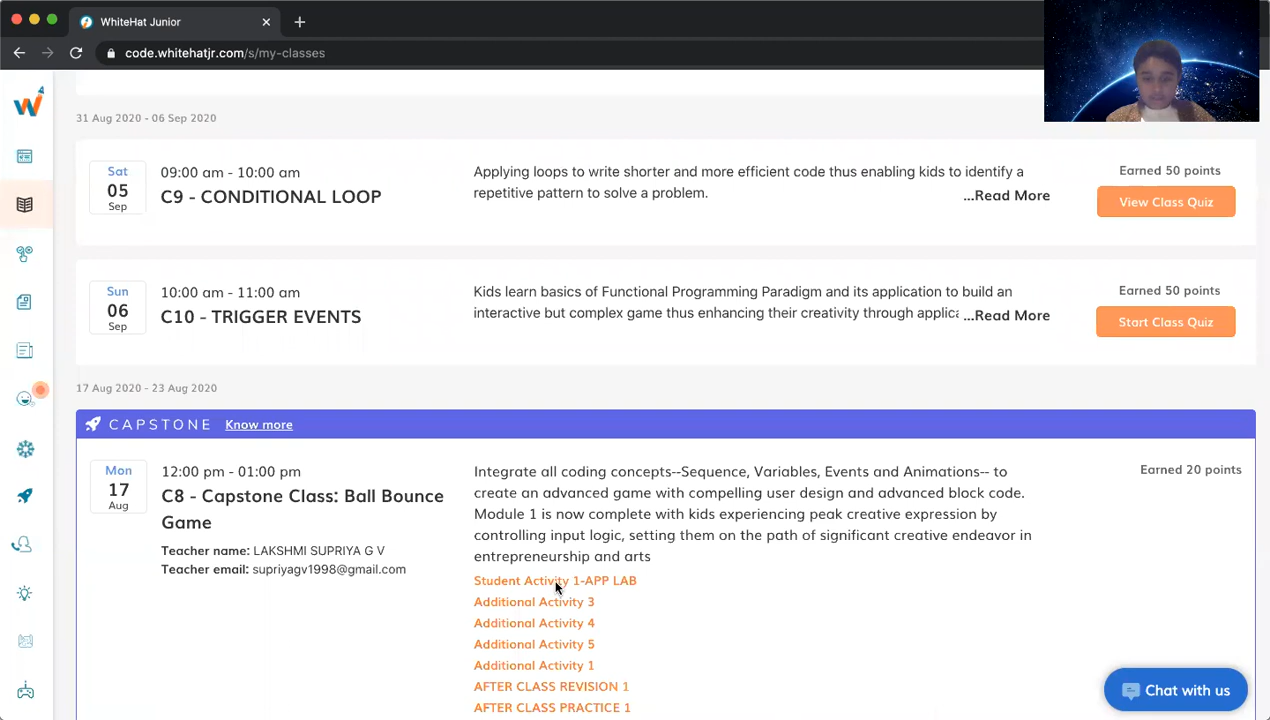 WhiteHat Junior
code.whitehatjr.com/s/my-classes
31 Aug 2020 - 06 Sep 2020
Sat
05
Sep
09:00 am - 10:00 am
C9 - CONDITIONAL LOOP
Applying loops to write shorter and more efficient code thus enabling kids to identify a
repetitive pattern to solve a problem.
...Read More
Earned 50 points
View Class Quiz
Sun
06
Sep
10:00 am - 11:00 am
C10 - TRIGGER EVENTS
Kids learn basics of Functional Programming Paradigm and its application to build an
interactive but complex game thus enhancing their creativity through applica
...Read More
Earned 50 points
Start Class Quiz
17 Aug 2020 - 23 Aug 2020
CAPSTONE Know more
Mon
17
Aug
12:00 pm - 01:00 pm
C8 - Capstone Class: Ball Bounce
Game
Teacher name: LAKSHMI SUPRIYA G V
Teacher email: supriyagv1998@gmail.com
Integrate all coding concepts--Sequence, Variables, Events and Animations-- to
create an advanced game with compelling user design and advanced block code.
Module 1 is now complete with kids experiencing peak creative expression by
controlling input logic, setting them on the path of significant creative endeavor in
entrepreneurship and arts
Student Activity 1-APP LAB
Additional Activity 3
Additional Activity 4
Additional Activity 5
Additional Activity 1
AFTER CLASS REVISION 1
AFTER CLASS PRACTICE 1
Earned 20 points
Chat with us